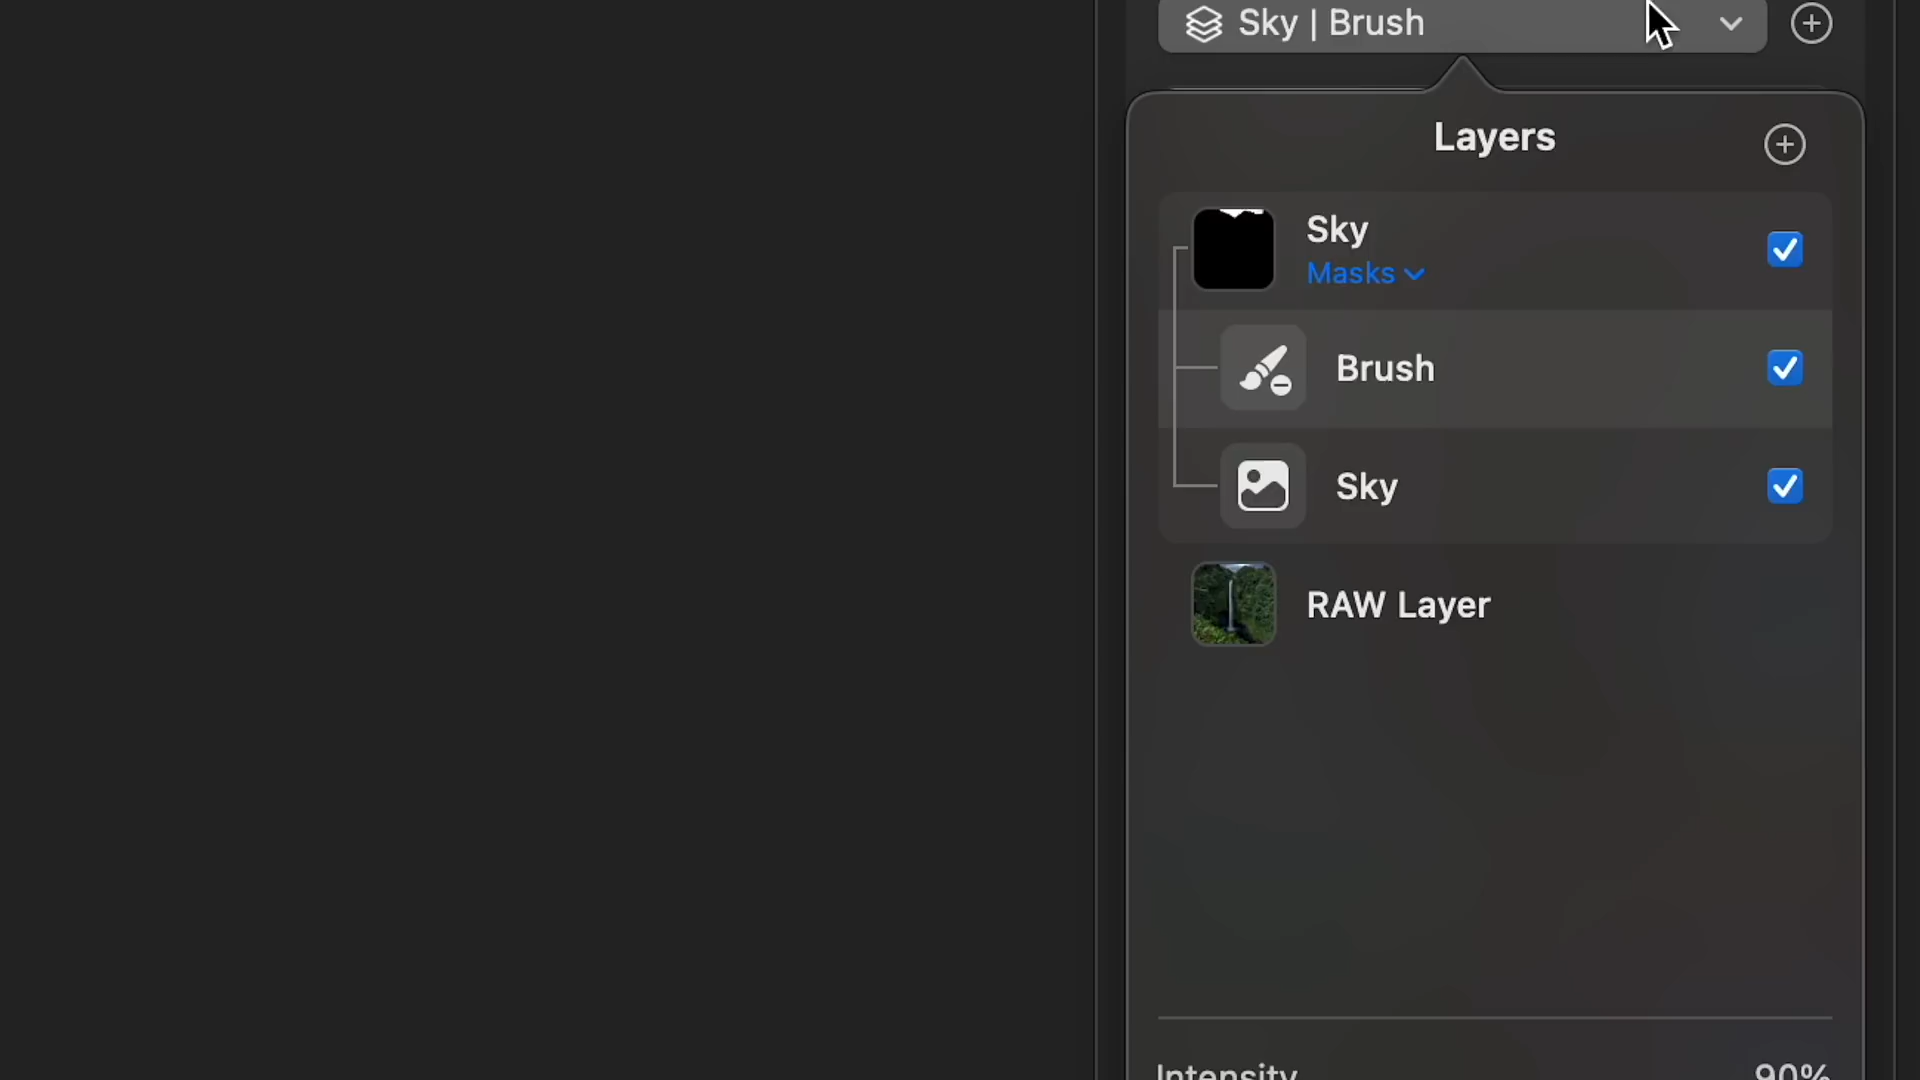 Sky | Brush
Layers
Sky
Masks
Brush
Sky
RAW Layer
Intensity
90%